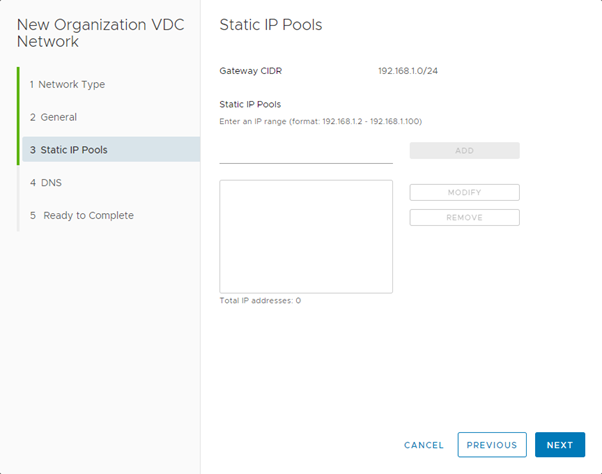 New Organization VDC
Network
1 Network Type
2 General
3 Static IP Pools
4 DNS
5 Ready to Complete
Static IP Pools
Gateway CIDR 192.168.1.0/24
Static IP Pools
Enter an IP range (format: 192.168.1.2 - 192.168.1.100)
ADD
MODIFY
REMOVE
Total IP addresses: 0
CANCEL PREVIOUS NEXT